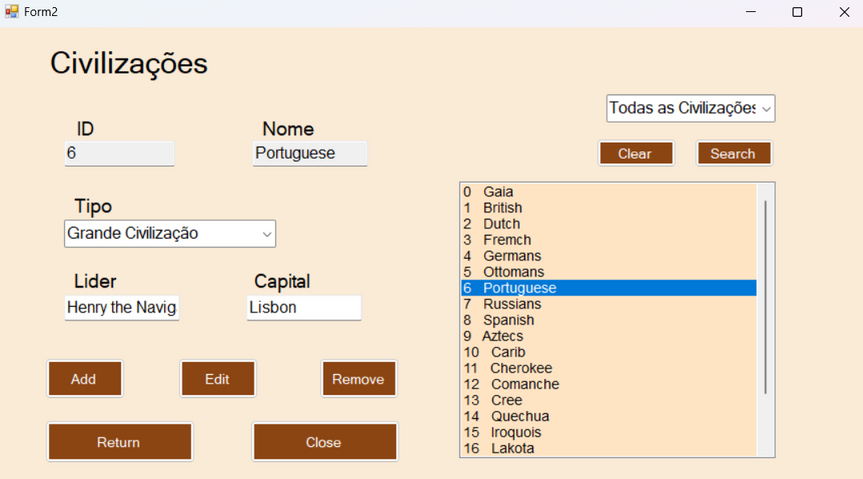 Form2
Civilizações
ID
6
Nome
Portuguese
Tipo
Grande Civilização
Lider
Henry the Navig
Capital
Lisbon
Add
Edit
Remove
Return
Close
Todas as Civilizações
Clear
Search
0 Gaia
1 British
2 Dutch
3 Fremch
4 Germans
5 Ottomans
6 Portuguese
7 Russians
8 Spanish
9 Aztecs
10 Carib
11 Cherokee
12 Comanche
13 Cree
14 Quechua
15 Iroquois
16 Lakota